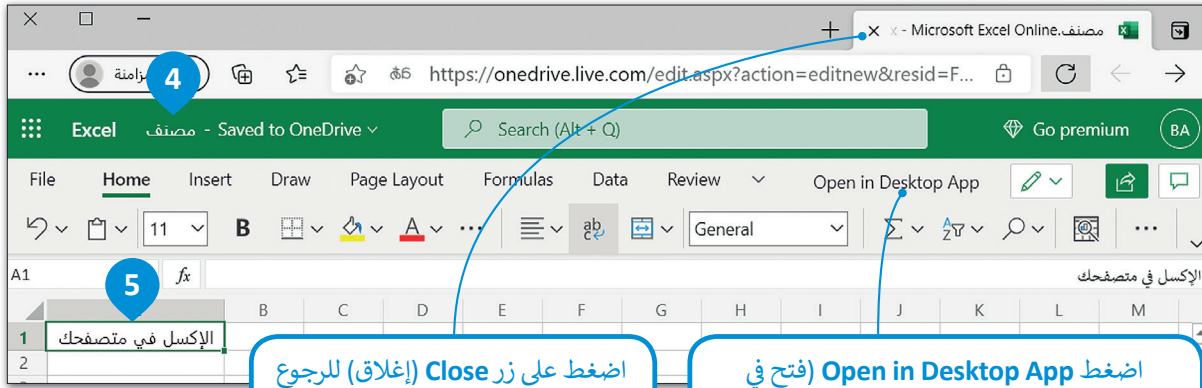 مصنف.Microsoft Excel Online - x
مزامنة
https://onedrive.live.com/edit.aspx?action=editnew&resid=F...
4
Excel مصنف - Saved to OneDrive
Search (Alt + Q)
Go premium
BA
File Home Insert Draw Page Layout Formulas Data Review Open in Desktop App
11 B A ab General
A1 fx الإكسل في متصفحك
5
B C D E F G H I J K L M
1 الإكسل في متصفحك
2
اضغط على زر Close (إغلاق) للرجوع
اضغط Open in Desktop App (فتح في